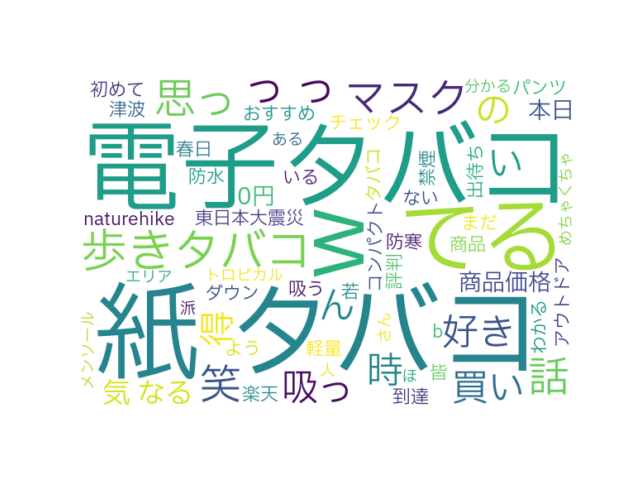 初めて
思っ
っ
っ
マスク
分かる
パンツ
津波
おすすめ
の
本日
電子タバコ
チェック
ある
春日
防水
いる
タバコ
禁煙
出待ち
い
めちゃくちゃ
0円
ない
naturehike
東日本大震災
w
てる
まだ
歩きタバコ
コンパクト
防寒
商品
エリア
トロピカル
評判
商品価格
アウトドア
ダウン
吸う
若
紙タバコ
メンソール
派
得
ん
さん
b
好き
わかる
よう
軽量
時
皆
話
気
なる
笑
楽天
吸っ
人
ほ
到達
買い